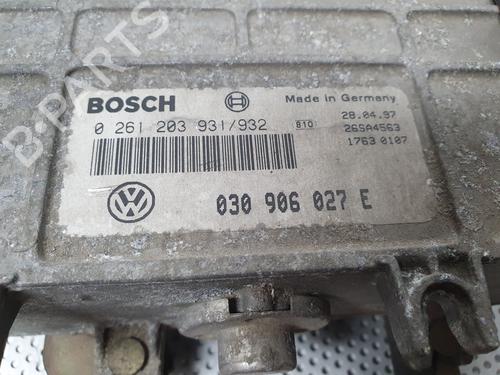 B-PARTS
BOSCH
Made in Germany
0 261 203 931/932
810
28.04.97
26SA4563
1763 0107
VW
030 906 027 E